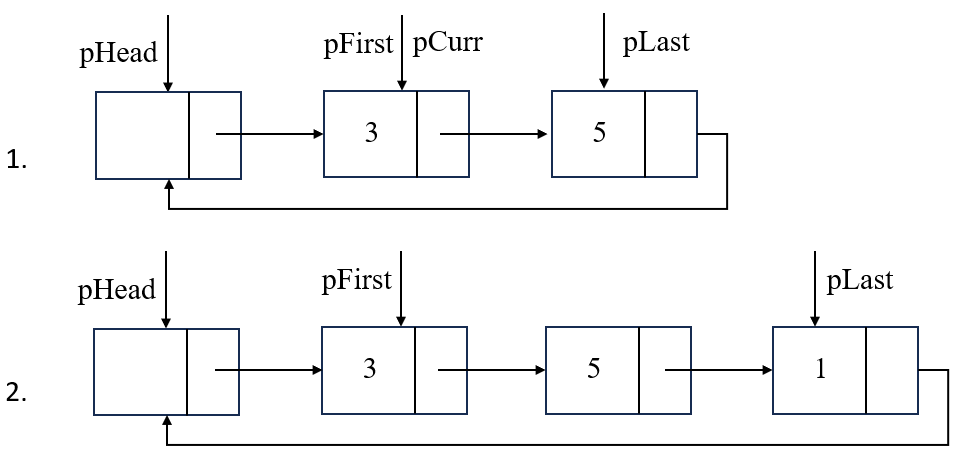 pHead pFirst pCurr pLast
1. 3 5
pHead pFirst pLast
2. 3 5 1